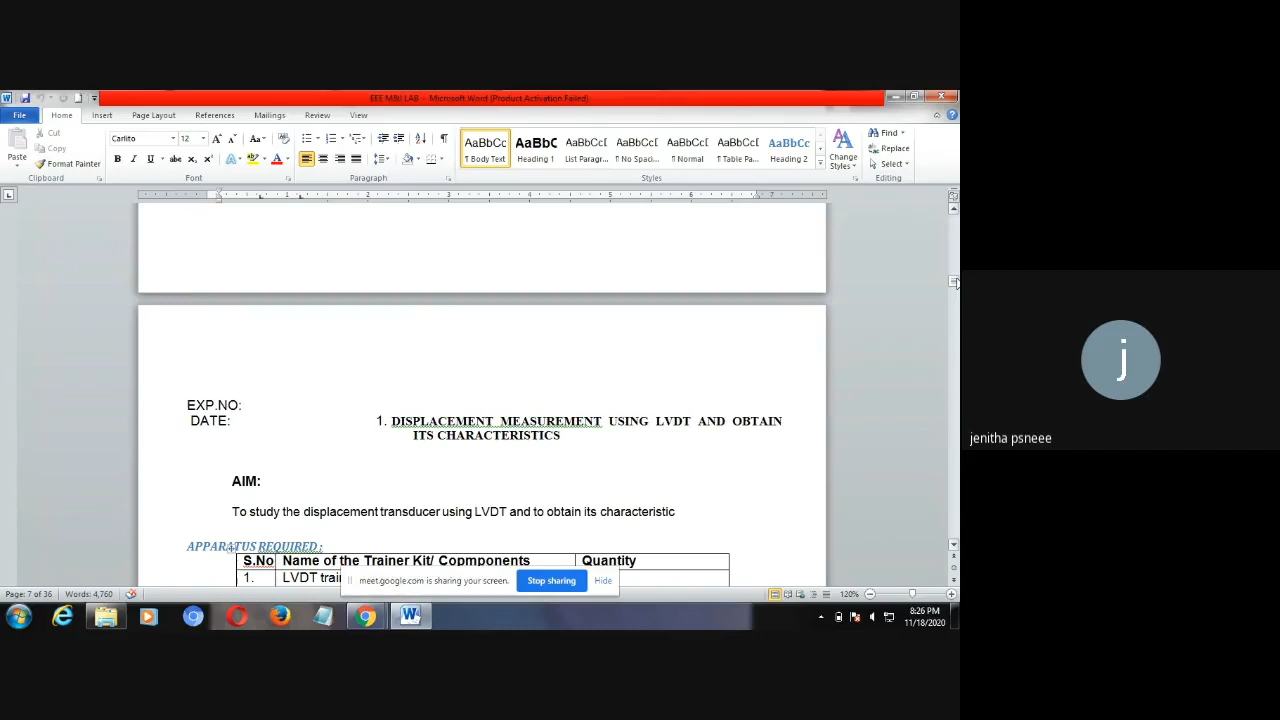 EEE M&I LAB - Microsoft Word (Product Activation Failed)
File Home Insert Page Layout References Mailings Review View
Paste
Cut
Copy
Format Painter
Clipboard
Carlito 12
Font
Paragraph
AaBbCc AaBbC AaBbCcI AaBbCcI AaBbCcI AaBbCcI AaBbCc
¶ Body Text Heading 1 List Paragr... ¶ No Spaci... ¶ Normal ¶ Table Pa... Heading 2
Styles
Change Styles
Find
Replace
Select
Editing
EXP.NO:
DATE:
1. DISPLACEMENT MEASUREMENT USING LVDT AND OBTAIN
ITS CHARACTERISTICS
AIM:
To study the displacement transducer using LVDT and to obtain its characteristic
APPARATUS REQUIRED:
S.No Name of the Trainer Kit/ Copmponents Quantity
1. LVDT trai
meet.google.com is sharing your screen. Stop sharing Hide
Page: 7 of 36 Words: 4,760 120%
8:26 PM
11/18/2020
j
jenitha psneee